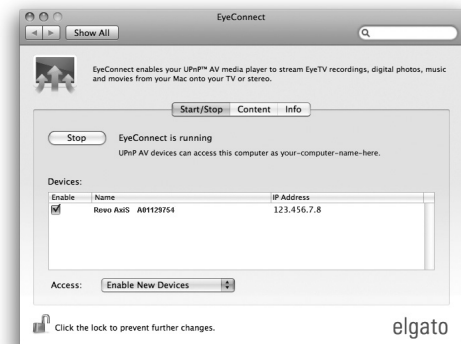 EyeConnect
Show All
EyeConnect enables your UPnP™ AV media player to stream EyeTV recordings, digital photos, music
and movies from your Mac onto your TV or stereo.
Start/Stop Content Info
Stop EyeConnect is running
UPnP AV devices can access this computer as your-computer-name-here.
Devices:
Enable Name IP Address
Revo AxiS A01129754 123.456.7.8
Access: Enable New Devices
Click the lock to prevent further changes. elgato